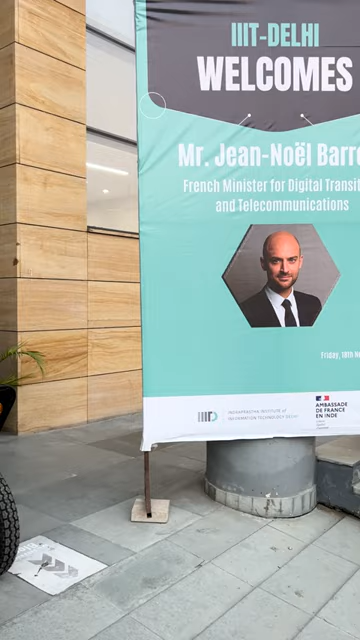 IIIT-DELHI
WELCOMES
Mr. Jean-Noël Barr
French Minister for Digital Transit
and Telecommunications
Friday, 18th N
INDRAPRASTHA INSTITUTE of
INFORMATION TECHNOLOGY DELHI
AMBASSADE
DE FRANCE
EN INDE